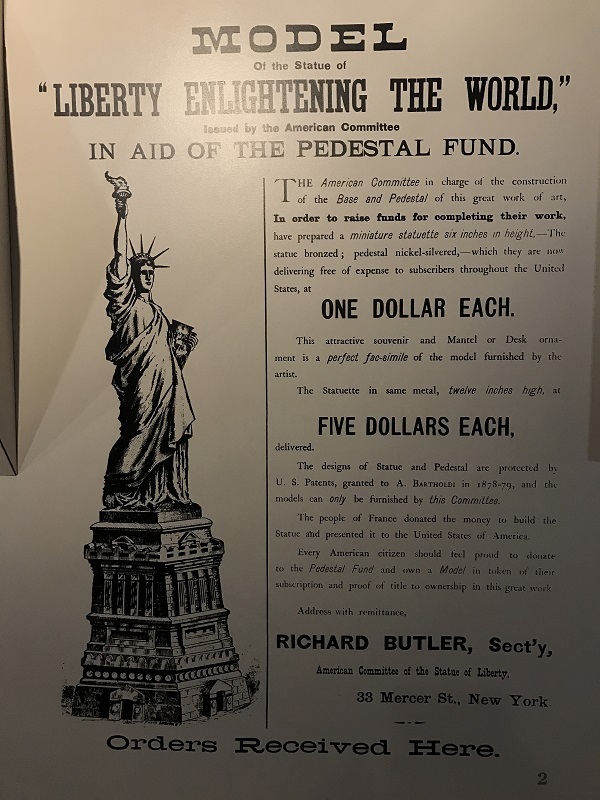 MODEL
Of the Statue of
“LIBERTY ENLIGHTENING THE WORLD,”
Issued by the American Committee
IN AID OF THE PEDESTAL FUND.
THE American Committee in charge of the construction
of the Base and Pedestal of this great work of art,
In order to raise funds for completing their work,
have prepared a miniature statuette six inches in height,—The
statue bronzed; pedestal nickel-silvered,—which they are now
delivering free of expense to subscribers throughout the United
States, at
ONE DOLLAR EACH.
This attractive souvenir and Mantel or Desk orna-
ment is a perfect fac-simile of the model furnished by the
artist.
The Statuette in same metal, twelve inches high, at
FIVE DOLLARS EACH,
delivered.
The designs of Statue and Pedestal are protected by
U. S. Patents, granted to A. BARTHOLDI in 1878-79, and the
models can only be furnished by this Committee.
The people of France donated the money to build the
Statue and presented it to the United States of America.
Every American citizen should feel proud to donate
to the Pedestal Fund and own a Model in token of their
subscription and proof of title to ownership in this great work
Address with remittance,
RICHARD BUTLER, Sect'y,
American Committee of the Statue of Liberty,
33 Mercer St., New York
Orders Received Here.
2